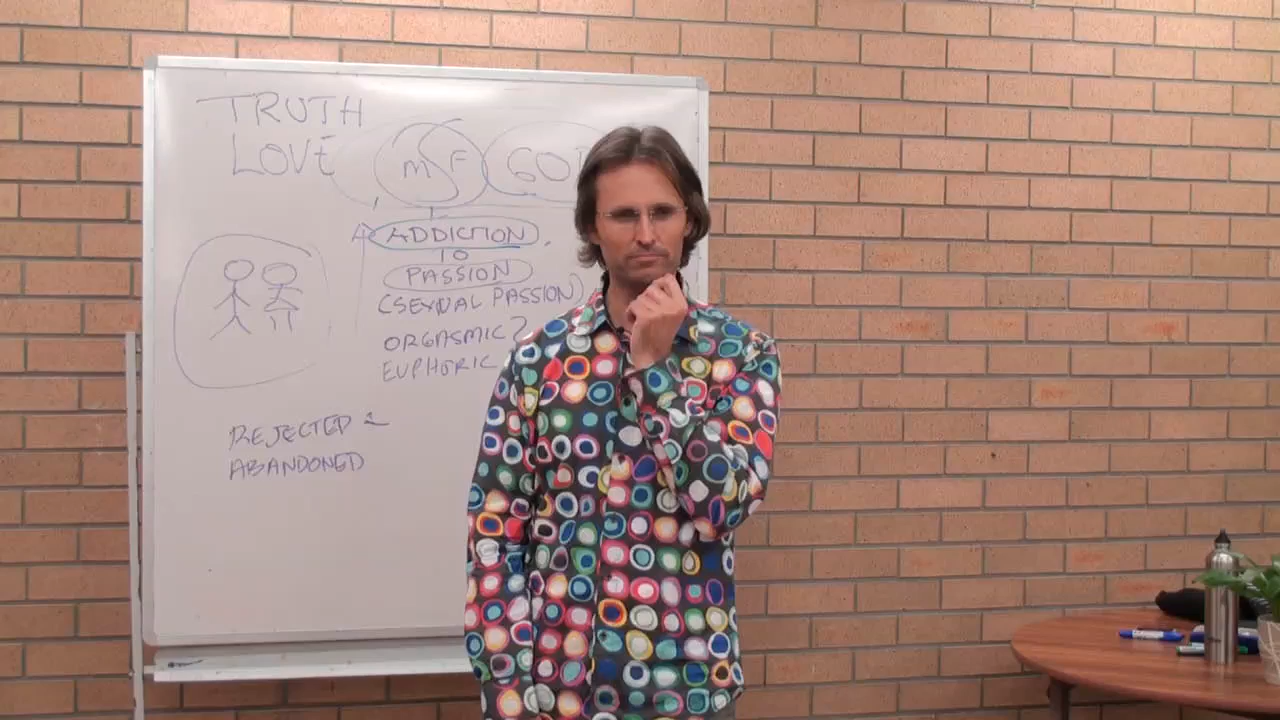 TRUTH
LOVE M F GOD
ADDICTION
TO
PASSION
(SEXUAL PASSION)
ORGASMIC?
EUPHORIC
REJECTED &
ABANDONED